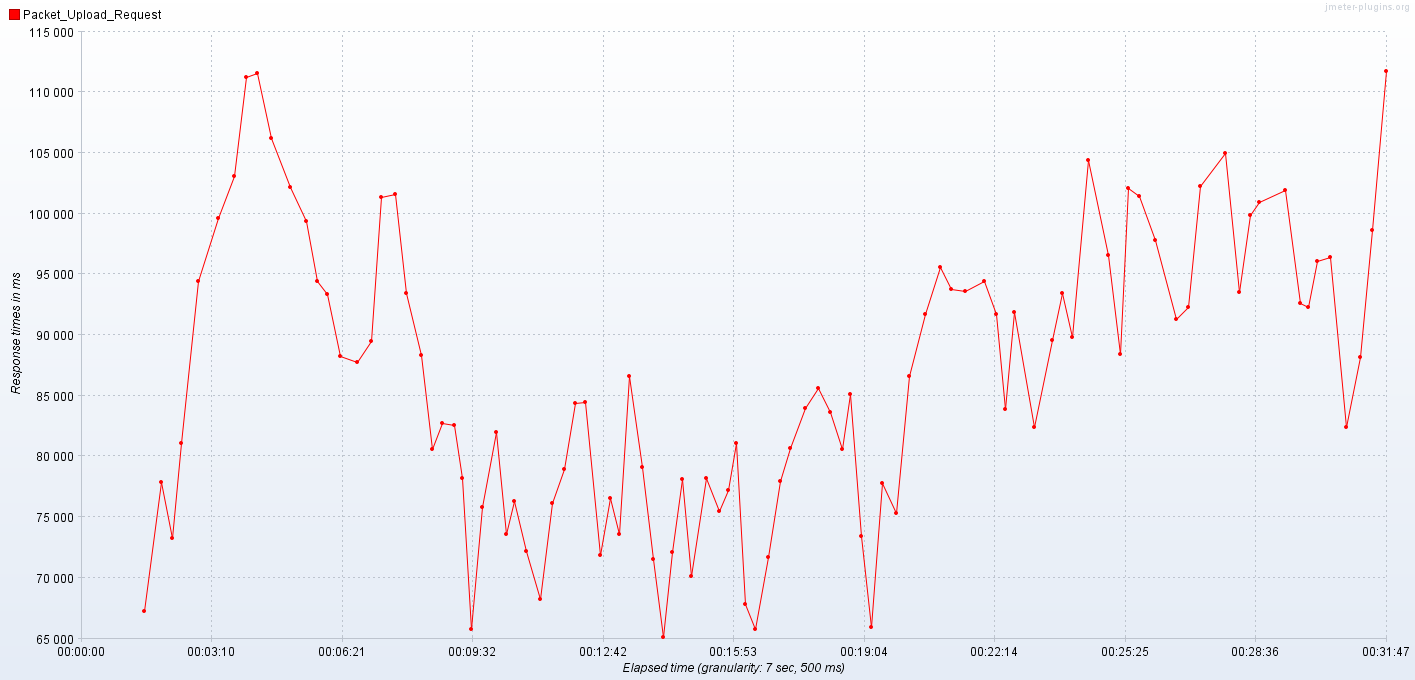 Packet_Upload_Request
jmeter-plugins.org
115 000
110 000
105 000
100 000
95 000
90 000
85 000
80 000
75 000
70 000
65 000
Response times in ms
00:00:00 00:03:10 00:06:21 00:09:32 00:12:42 00:15:53 00:19:04 00:22:14 00:25:25 00:28:36 00:31:47
Elapsed time (granularity: 7 sec, 500 ms)